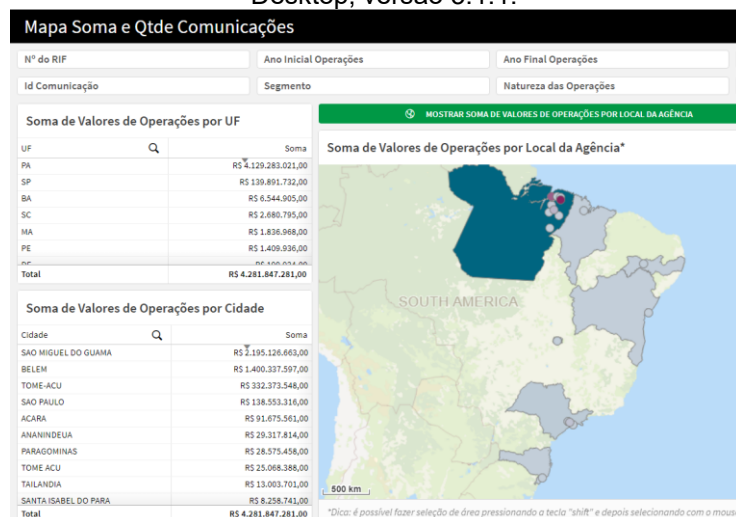 Desktop, versão 3.1.1.
Mapa Soma e Qtde Comunicações
Nº do RIF
Ano Inicial Operações
Ano Final Operações
Id Comunicação
Segmento
Natureza das Operações
Soma de Valores de Operações por UF
UF Soma
PA R$ 4.129.283.021,00
SP R$ 139.891.732,00
BA R$ 6.544.905,00
SC R$ 2.680.795,00
MA R$ 1.836.968,00
PE R$ 1.409.936,00
Total R$ 4.281.847.281,00
Soma de Valores de Operações por Cidade
Cidade Soma
SAO MIGUEL DO GUAMA R$ 2.195.126.663,00
BELEM R$ 1.400.337.597,00
TOME-ACU R$ 332.373.548,00
SAO PAULO R$ 138.553.316,00
ACARA R$ 91.675.561,00
ANANINDEUA R$ 29.317.814,00
PARAGOMINAS R$ 28.575.458,00
TOME ACU R$ 25.068.388,00
TAILANDIA R$ 13.003.701,00
SANTA ISABEL DO PARA R$ 8.258.741,00
Total R$ 4.281.847.281,00
MOSTRAR SOMA DE VALORES DE OPERAÇÕES POR LOCAL DA AGÊNCIA
Soma de Valores de Operações por Local da Agência*
SOUTH AMERICA
500 km
*Dica: é possível fazer seleção de área pressionando a tecla "shift" e depois selecionando com o mouse